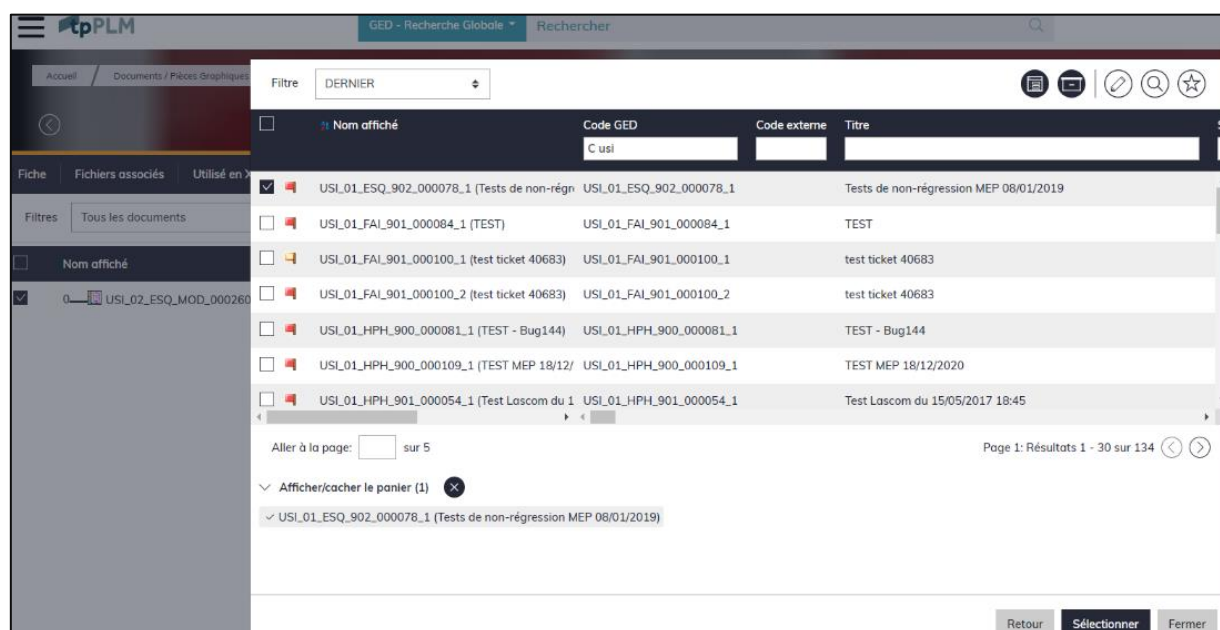 tpPLM
GED - Recherche Globale
Rechercher
Accueil / Documents / Pièces Graphiques
Filtre
DERNIER
Nom affiché
Code GED
Code externe
Titre
C usi
Fiche
Fichiers associés
Utilisé en
Filtres
Tous les documents
Nom affiché
0 USI_02_ESQ_MOD_000260
USI_01_ESQ_902_000078_1 (Tests de non-régr USI_01_ESQ_902_000078_1 Tests de non-régression MEP 08/01/2019
USI_01_FAI_901_000084_1 (TEST) USI_01_FAI_901_000084_1 TEST
USI_01_FAI_901_000100_1 (test ticket 40683) USI_01_FAI_901_000100_1 test ticket 40683
USI_01_FAI_901_000100_2 (test ticket 40683) USI_01_FAI_901_000100_2 test ticket 40683
USI_01_HPH_900_000081_1 (TEST - Bug144) USI_01_HPH_900_000081_1 TEST - Bug144
USI_01_HPH_900_000109_1 (TEST MEP 18/12/ USI_01_HPH_900_000109_1 TEST MEP 18/12/2020
USI_01_HPH_901_000054_1 (Test Lascom du 1 USI_01_HPH_901_000054_1 Test Lascom du 15/05/2017 18:45
Aller à la page: sur 5
Page 1: Résultats 1 - 30 sur 134
Afficher/cacher le panier (1)
USI_01_ESQ_902_000078_1 (Tests de non-régression MEP 08/01/2019)
Retour
Sélectionner
Fermer